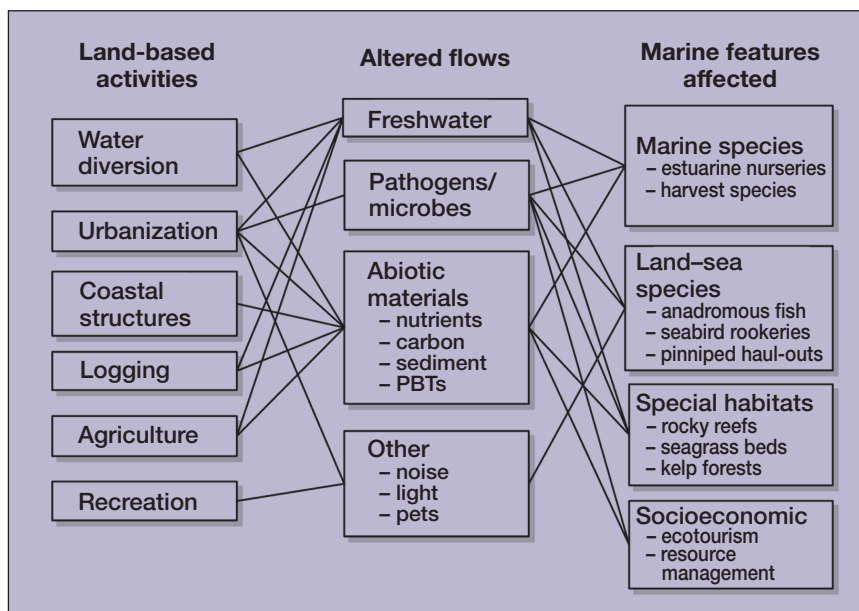 Land-based
activities
Water
diversion
Urbanization
Coastal
structures
Logging
Agriculture
Recreation
Altered flows
Freshwater
Pathogens/
microbes
Abiotic
materials
– nutrients
– carbon
– sediment
– PBTs
Other
– noise
– light
– pets
Marine features
affected
Marine species
– estuarine nurseries
– harvest species
Land–sea
species
– anadromous fish
– seabird rookeries
– pinniped haul-outs
Special habitats
– rocky reefs
– seagrass beds
– kelp forests
Socioeconomic
– ecotourism
– resource
management